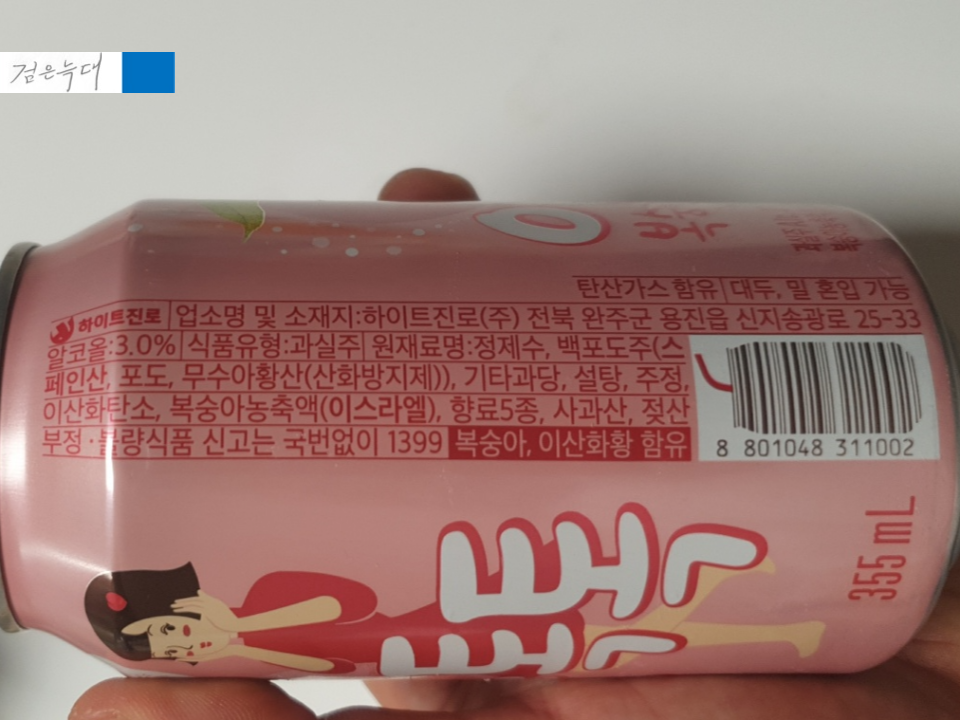 검은늑대
탄산가스 함유 | 대두, 밀 혼입 가능
하이트진로 | 업소명 및 소재지:하이트진로(주) 전북 완주군 용진읍 신지송광로 25-33
알코올:3.0% | 식품유형:과실주 | 원재료명:정제수, 백포도주(스
페인산, 포도, 무수아황산(산화방지제)), 기타과당, 설탕, 주정,
이산화탄소, 복숭아농축액(이스라엘), 향료5종, 사과산, 젖산
부정·불량식품 신고는 국번없이 1399 복숭아, 이산화황 함유
8 801048 311002
355 mL
톡톡